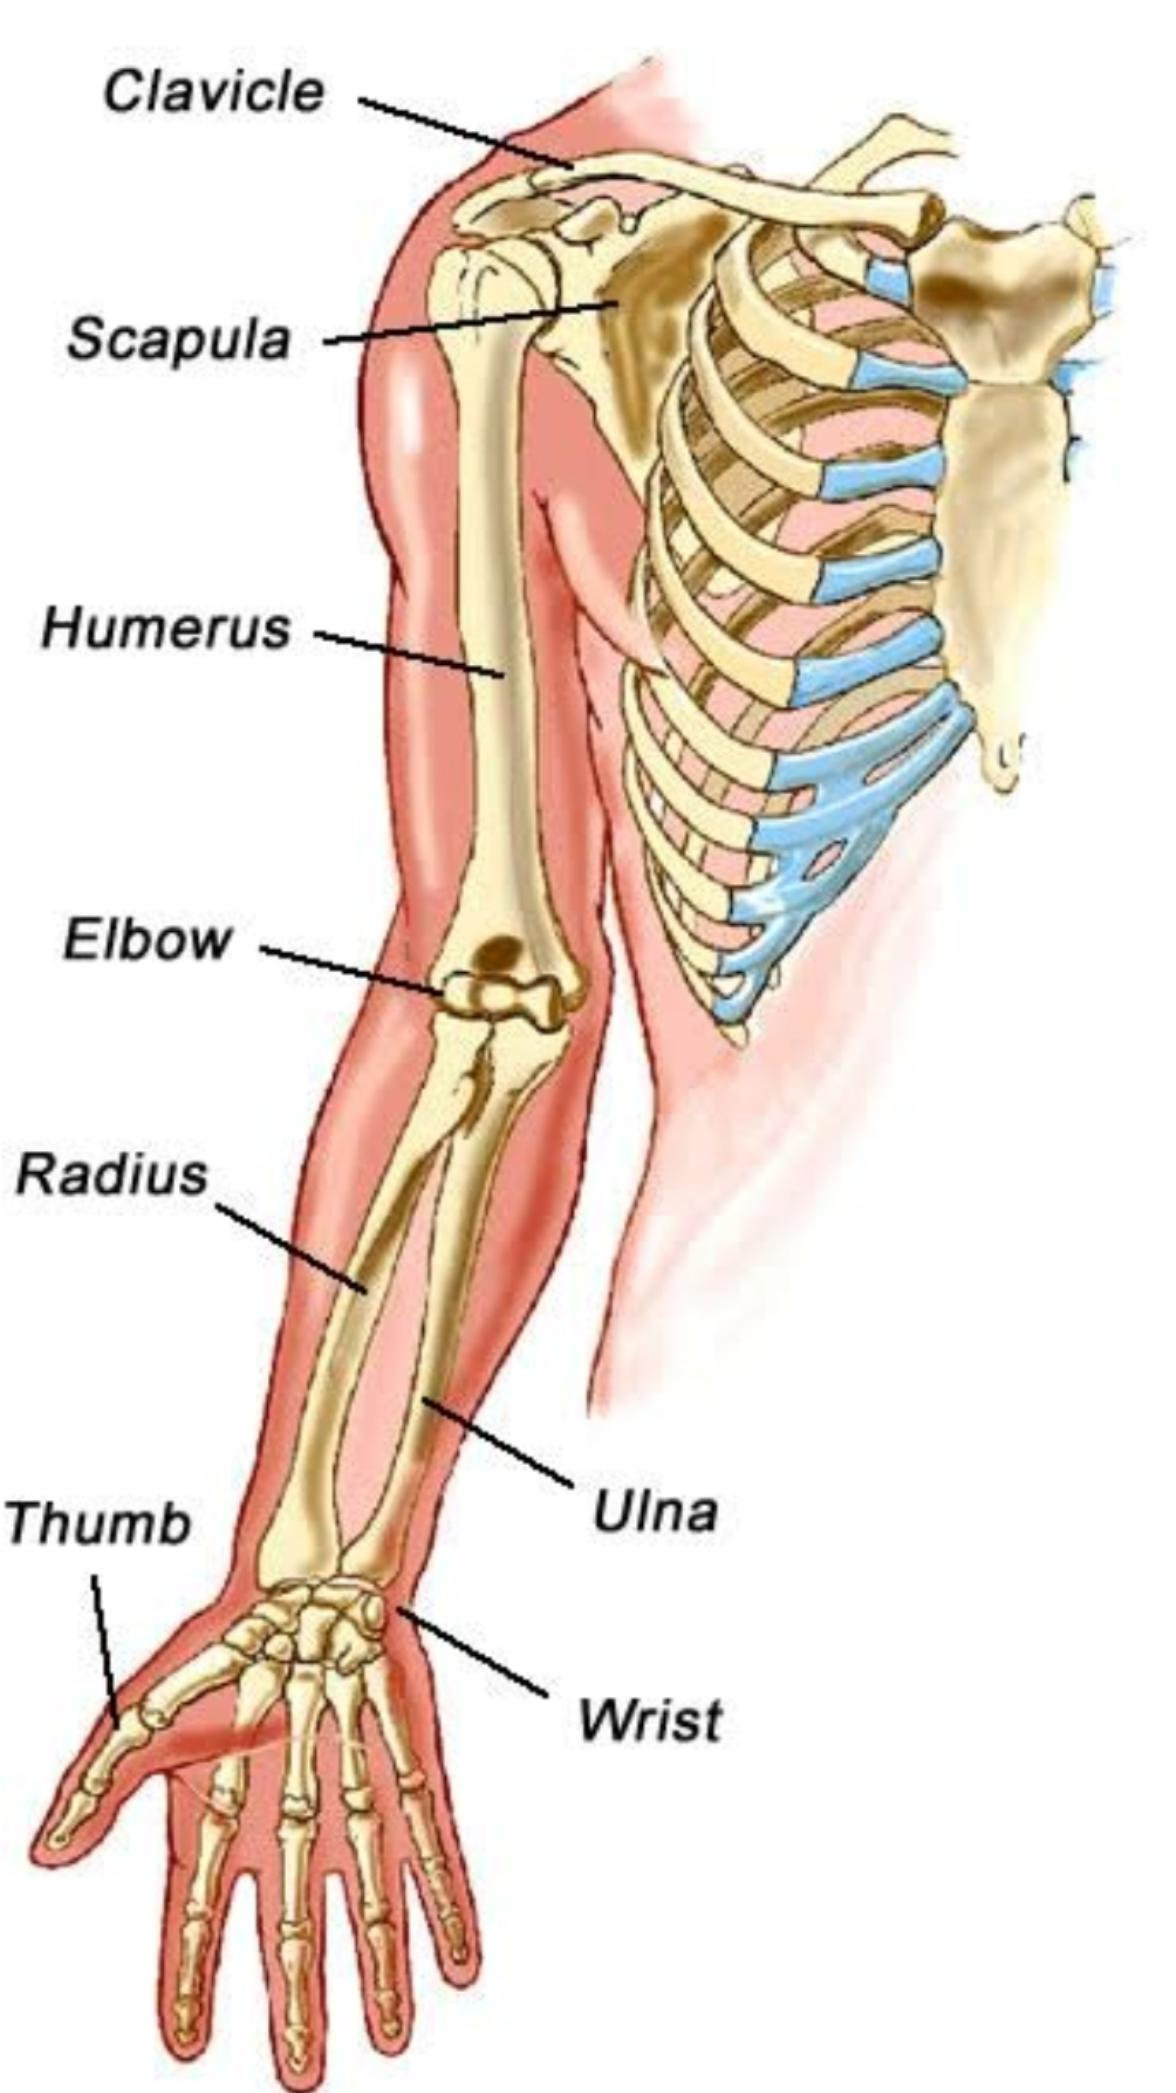 Clavicle
Scapula
Humerus
Elbow
Radius
Ulna
Thumb
Wrist